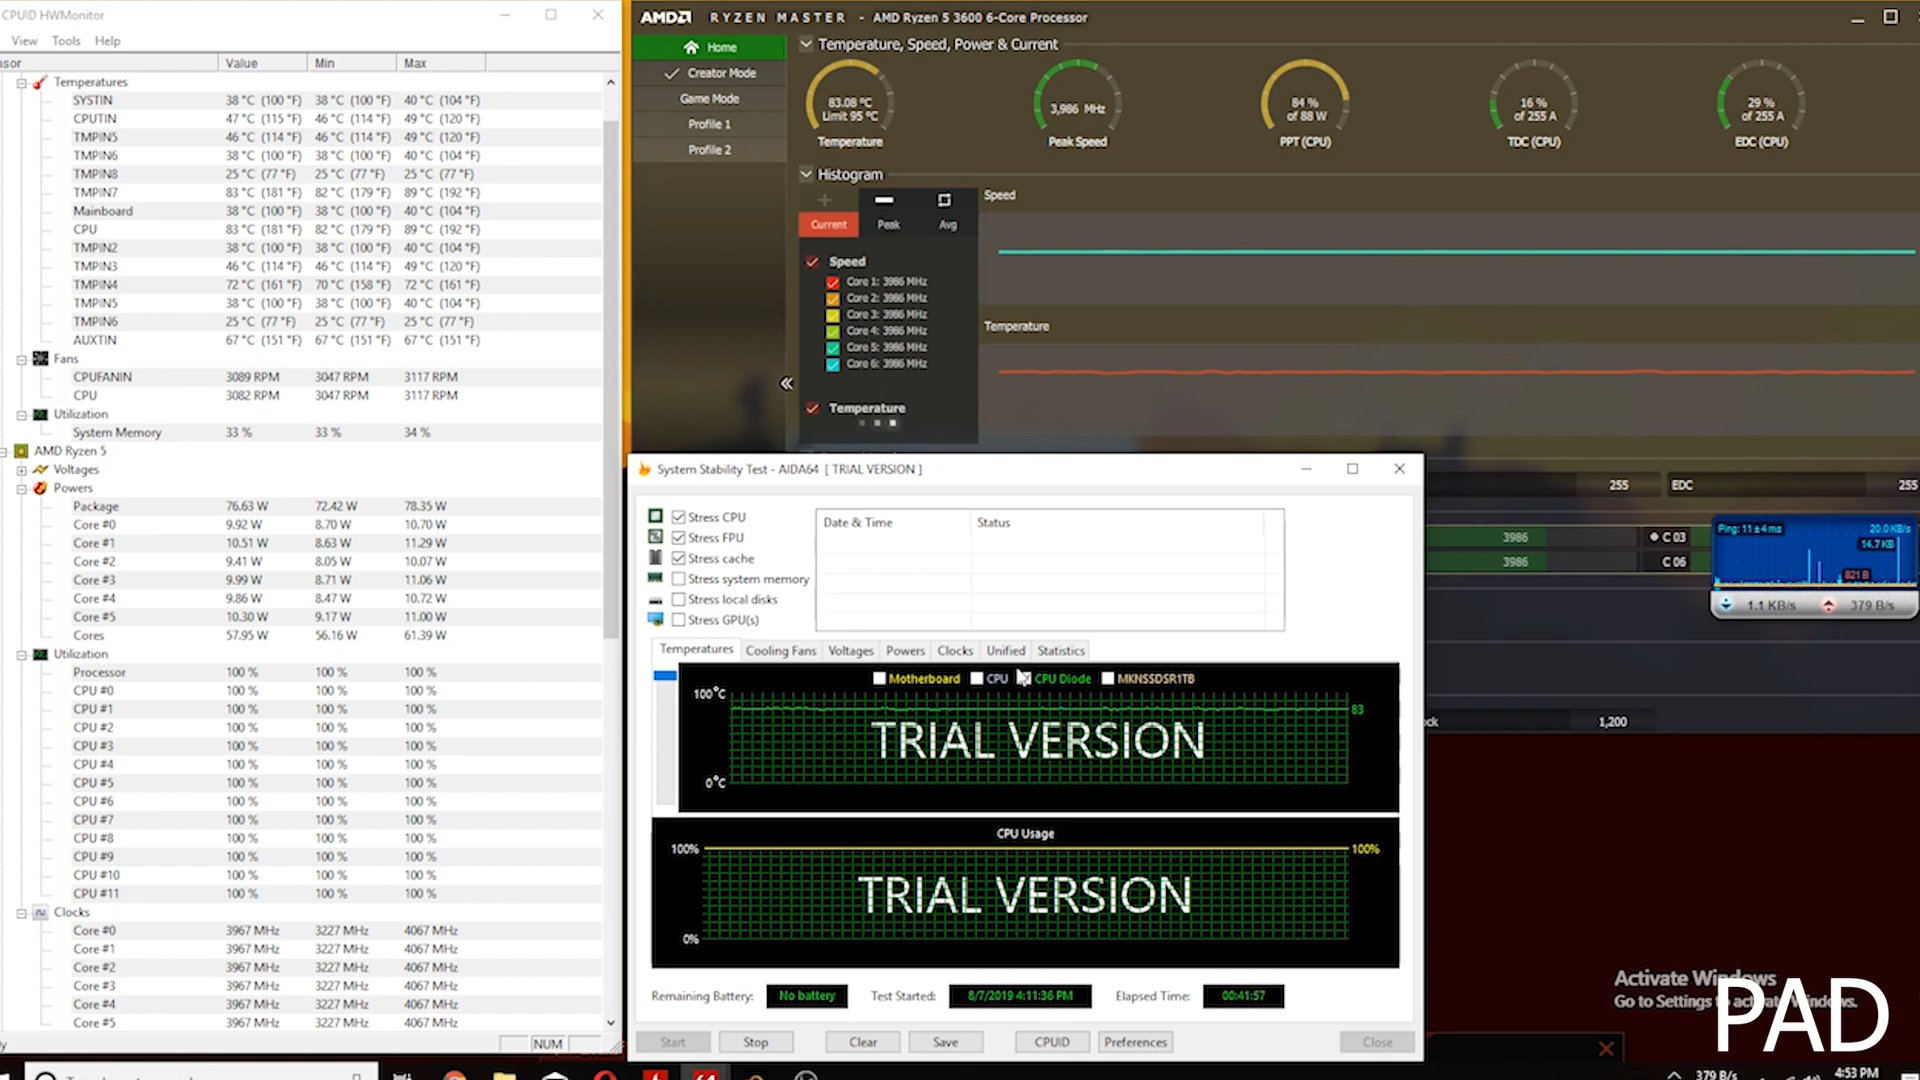 CPUID HWMonitor
View Tools Help
Value Min Max
Temperatures
SYSTIN 38 °C (100 °F) 38 °C (100 °F) 40 °C (104 °F)
CPUTIN 47 °C (115 °F) 46 °C (114 °F) 49 °C (120 °F)
TMPIN5 46 °C (114 °F) 46 °C (114 °F) 49 °C (120 °F)
TMPIN6 38 °C (100 °F) 38 °C (100 °F) 40 °C (104 °F)
TMPIN8 25 °C (77 °F) 25 °C (77 °F) 25 °C (77 °F)
TMPIN7 83 °C (181 °F) 82 °C (179 °F) 89 °C (192 °F)
Mainboard 38 °C (100 °F) 38 °C (100 °F) 40 °C (104 °F)
CPU 83 °C (181 °F) 82 °C (179 °F) 89 °C (192 °F)
TMPIN2 38 °C (100 °F) 38 °C (100 °F) 40 °C (104 °F)
TMPIN3 46 °C (114 °F) 46 °C (114 °F) 49 °C (120 °F)
TMPIN4 72 °C (161 °F) 70 °C (158 °F) 72 °C (161 °F)
TMPIN5 38 °C (100 °F) 38 °C (100 °F) 40 °C (104 °F)
TMPIN6 25 °C (77 °F) 25 °C (77 °F) 25 °C (77 °F)
AUXTIN 67 °C (151 °F) 67 °C (151 °F) 67 °C (151 °F)
Fans
CPUFANIN 3089 RPM 3047 RPM 3117 RPM
CPU 3082 RPM 3047 RPM 3117 RPM
Utilization
System Memory 33 % 33 % 34 %
AMD Ryzen 5
Voltages
Powers
Package 76.63 W 72.42 W 78.35 W
Core #0 9.92 W 8.70 W 10.70 W
Core #1 10.51 W 8.63 W 11.29 W
Core #2 9.41 W 8.05 W 10.07 W
Core #3 9.99 W 8.71 W 11.06 W
Core #4 9.86 W 8.47 W 10.72 W
Core #5 10.30 W 9.17 W 11.00 W
Cores 57.95 W 56.16 W 61.39 W
Utilization
Processor 100 % 100 % 100 %
CPU #0 100 % 100 % 100 %
CPU #1 100 % 100 % 100 %
CPU #2 100 % 100 % 100 %
CPU #3 100 % 100 % 100 %
CPU #4 100 % 100 % 100 %
CPU #5 100 % 100 % 100 %
CPU #6 100 % 100 % 100 %
CPU #7 100 % 100 % 100 %
CPU #8 100 % 100 % 100 %
CPU #9 100 % 100 % 100 %
CPU #10 100 % 100 % 100 %
CPU #11 100 % 100 % 100 %
Clocks
Core #0 3967 MHz 3227 MHz 4067 MHz
Core #1 3967 MHz 3227 MHz 4067 MHz
Core #2 3967 MHz 3227 MHz 4067 MHz
Core #3 3967 MHz 3227 MHz 4067 MHz
Core #4 3967 MHz 3227 MHz 4067 MHz
Core #5 3967 MHz 3227 MHz 4067 MHz
NUM
AMD RYZEN MASTER - AMD Ryzen 5 3600 6-Core Processor
Home
Creator Mode
Game Mode
Profile 1
Profile 2
Temperature, Speed, Power & Current
83.08 °C 3,986 MHz 84 % 16 % 29 %
Limit 95 °C of 88 W of 255 A of 255 A
Temperature Peak Speed PPT (CPU) TDC (CPU) EDC (CPU)
Histogram
Current Peak Avg
Speed
Core 1: 3986 MHz
Core 2: 3986 MHz
Core 3: 3986 MHz
Core 4: 3986 MHz
Core 5: 3986 MHz
Core 6: 3986 MHz
Temperature
Speed
Temperature
255 EDC 255
3986 C 03
3986 C 06
1,200
Ping: 11 ±4 ms 20.0 KB/s
14.7 KB
821 B
1.1 KB/s 379 B/s
System Stability Test - AIDA64 [ TRIAL VERSION ]
Stress CPU
Stress FPU
Stress cache
Stress system memory
Stress local disks
Stress GPU(s)
Date & Time Status
Temperatures Cooling Fans Voltages Powers Clocks Unified Statistics
Motherboard CPU CPU Diode MKNSSDSR1TB
100°C 83
TRIAL VERSION
0°C
CPU Usage
100% 100%
TRIAL VERSION
0%
Remaining Battery: No battery Test Started: 8/7/2019 4:11:36 PM Elapsed Time: 00:41:57
Start Stop Clear Save CPUID Preferences Close
Activate Windows
Go to Settings to activate Windows.
PAD
379 B/s 4:53 PM